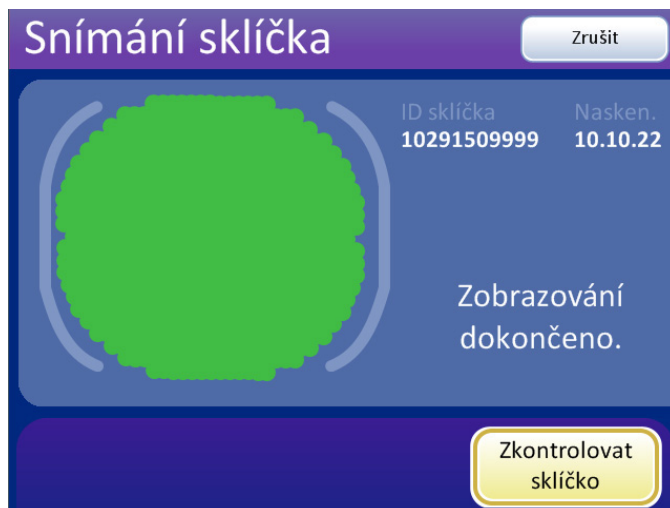 Snímání sklíčka
Zrušit
ID sklíčka Nasken.
10291509999 10.10.22
Zobrazování
dokončeno.
Zkontrolovat
sklíčko